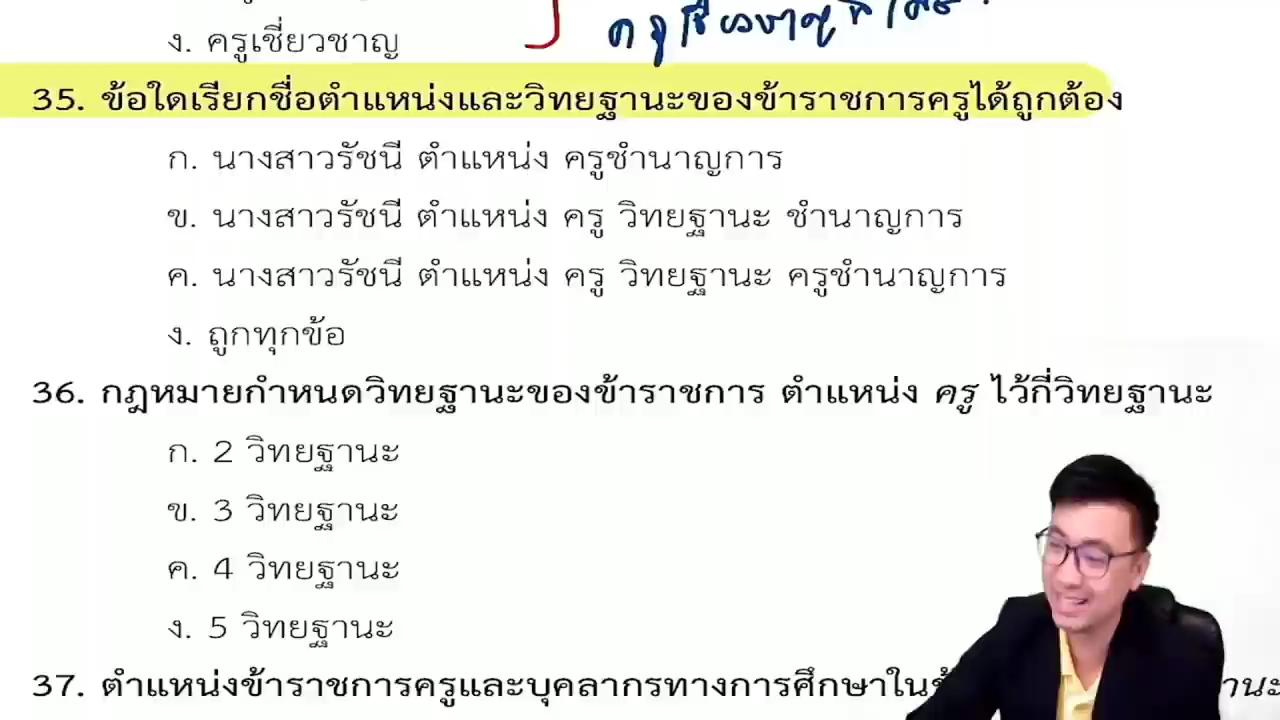 ง. ครูเชี่ยวชาญ
ครูเชี่ยวชาญพิเศษ
35. ข้อใดเรียกชื่อตำแหน่งและวิทยฐานะของข้าราชการครูได้ถูกต้อง
ก. นางสาวรัชนี ตำแหน่ง ครูชำนาญการ
ข. นางสาวรัชนี ตำแหน่ง ครู วิทยฐานะ ชำนาญการ
ค. นางสาวรัชนี ตำแหน่ง ครู วิทยฐานะ ครูชำนาญการ
ง. ถูกทุกข้อ
36. กฎหมายกำหนดวิทยฐานะของข้าราชการ ตำแหน่ง ครู ไว้กี่วิทยฐานะ
ก. 2 วิทยฐานะ
ข. 3 วิทยฐานะ
ค. 4 วิทยฐานะ
ง. 5 วิทยฐานะ
37. ตำแหน่งข้าราชการครูและบุคลากรทางการศึกษาใน